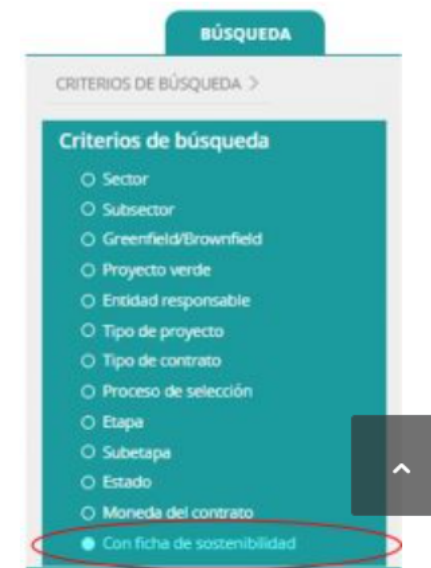 BÚSQUEDA
CRITERIOS DE BÚSQUEDA >
Criterios de búsqueda
Sector
Subsector
Greenfield/Brownfield
Proyecto verde
Entidad responsable
Tipo de proyecto
Tipo de contrato
Proceso de selección
Etapa
Subetapa
Estado
Moneda del contrato
Con ficha de sostenibilidad